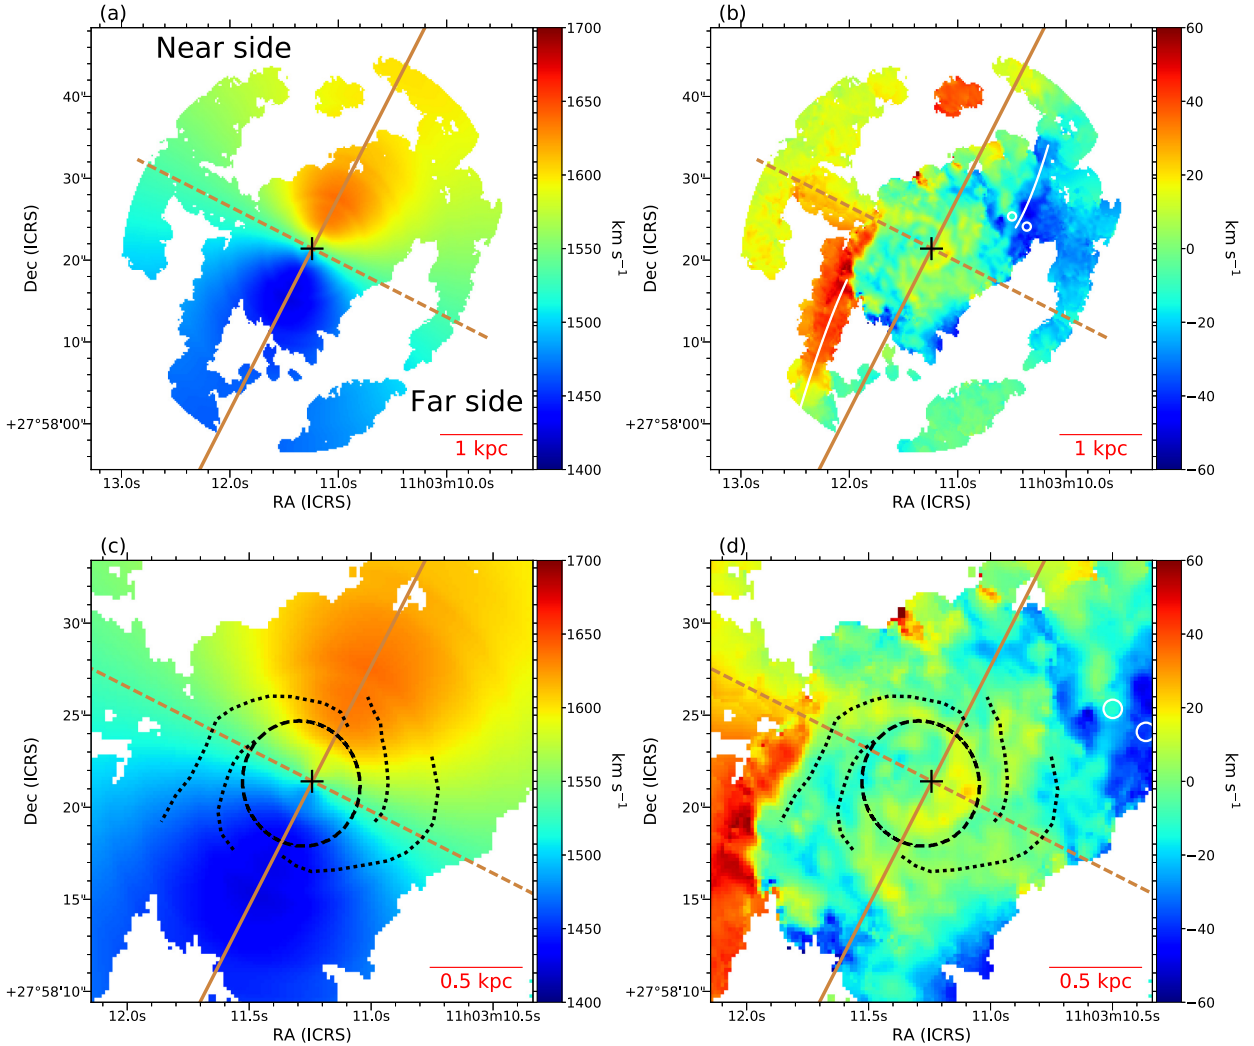 (a)
Near side
Far side
1 kpc
40"
30"
20"
10"
+27°58'00"
Dec (ICRS)
13.0s 12.0s 11.0s 11h03m10.0s
RA (ICRS)
1700
1650
1600
1550
1500
1450
1400
km s⁻¹
(b)
1 kpc
40"
30"
20"
10"
+27°58'00"
Dec (ICRS)
13.0s 12.0s 11.0s 11h03m10.0s
RA (ICRS)
60
40
20
0
−20
−40
−60
km s⁻¹
(c)
0.5 kpc
30"
25"
20"
15"
+27°58'10"
Dec (ICRS)
12.0s 11.5s 11.0s 11h03m10.5s
RA (ICRS)
1700
1650
1600
1550
1500
1450
1400
km s⁻¹
(d)
0.5 kpc
30"
25"
20"
15"
+27°58'10"
Dec (ICRS)
12.0s 11.5s 11.0s 11h03m10.5s
RA (ICRS)
60
40
20
0
−20
−40
−60
km s⁻¹